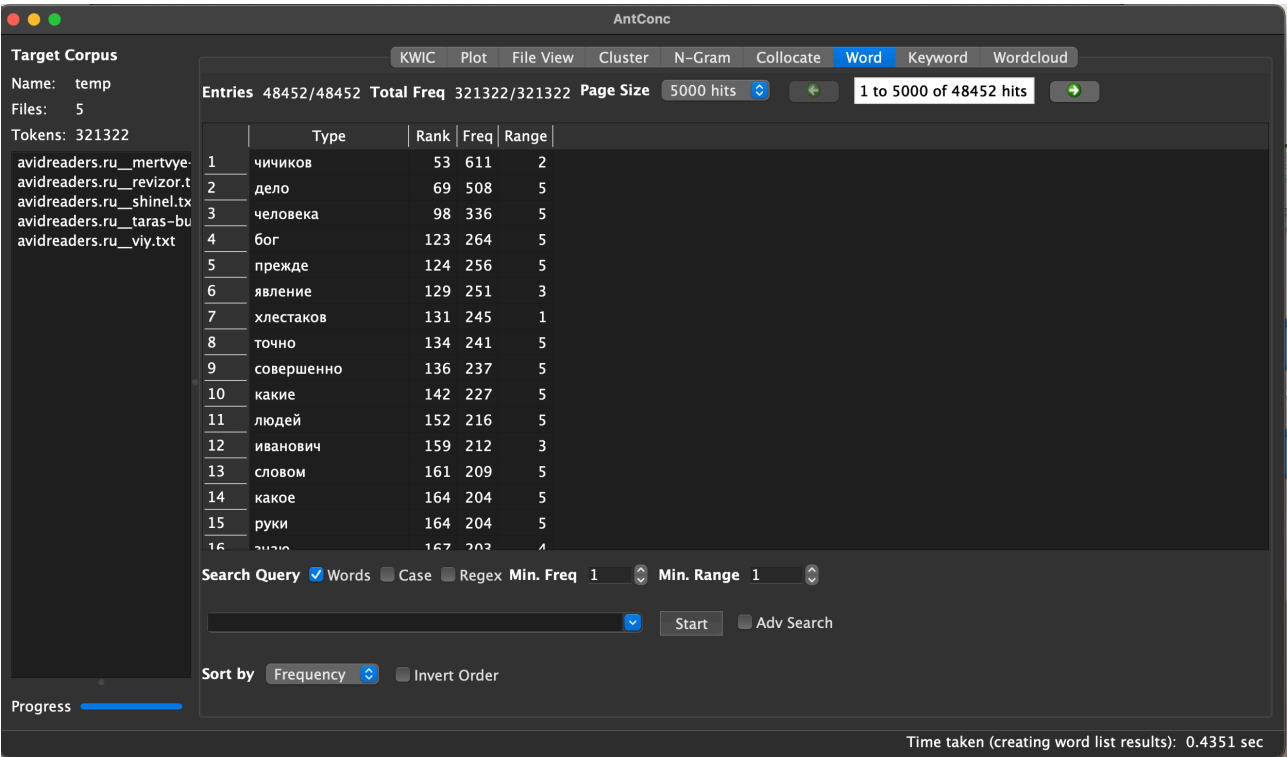 AntConc
Target Corpus
Name: temp
Files: 5
Tokens: 321322
avidreaders.ru__mertvye-
avidreaders.ru__revizor.t
avidreaders.ru__shinel.tx
avidreaders.ru__taras-bu
avidreaders.ru__viy.txt
Progress
KWIC Plot File View Cluster N-Gram Collocate Word Keyword Wordcloud
Entries 48452/48452 Total Freq 321322/321322 Page Size 5000 hits 1 to 5000 of 48452 hits
Type Rank Freq Range
1 чичиков 53 611 2
2 дело 69 508 5
3 человека 98 336 5
4 бог 123 264 5
5 прежде 124 256 5
6 явление 129 251 3
7 хлестаков 131 245 1
8 точно 134 241 5
9 совершенно 136 237 5
10 какие 142 227 5
11 людей 152 216 5
12 иванович 159 212 3
13 словом 161 209 5
14 какое 164 204 5
15 руки 164 204 5
16 знаю 167 203 4
Search Query Words Case Regex Min. Freq 1 Min. Range 1
Start Adv Search
Sort by Frequency Invert Order
Time taken (creating word list results): 0.4351 sec